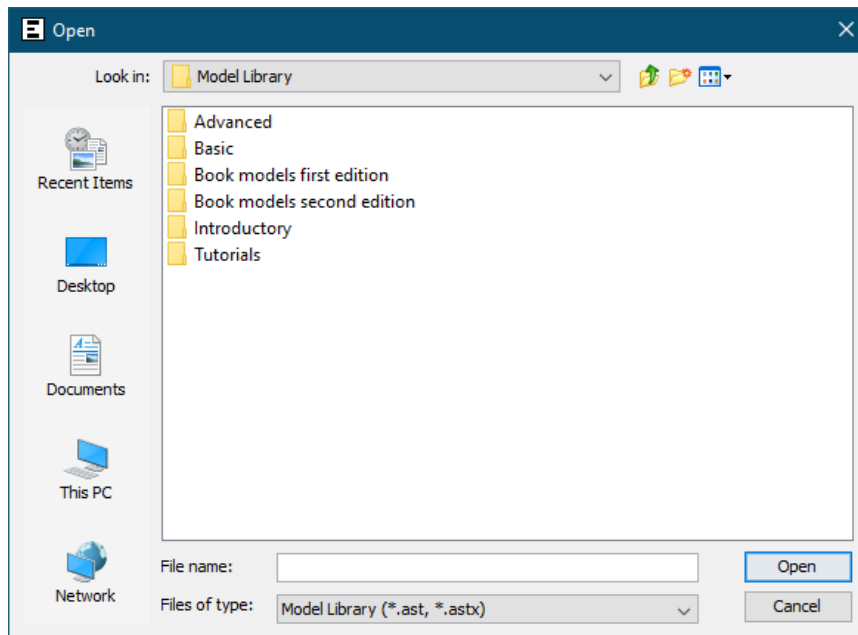 Open
Look in: Model Library
Advanced
Basic
Book models first edition
Book models second edition
Introductory
Tutorials
Recent Items
Desktop
Documents
This PC
Network
File name:
Open
Files of type: Model Library (*.ast, *.astx)
Cancel